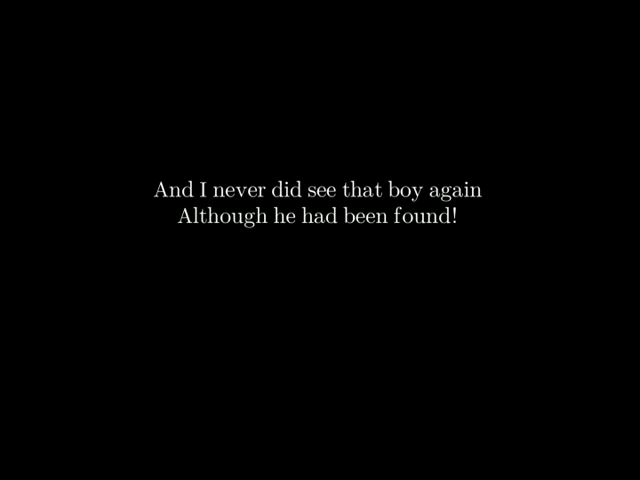 And I never did see that boy again
Although he had been found!